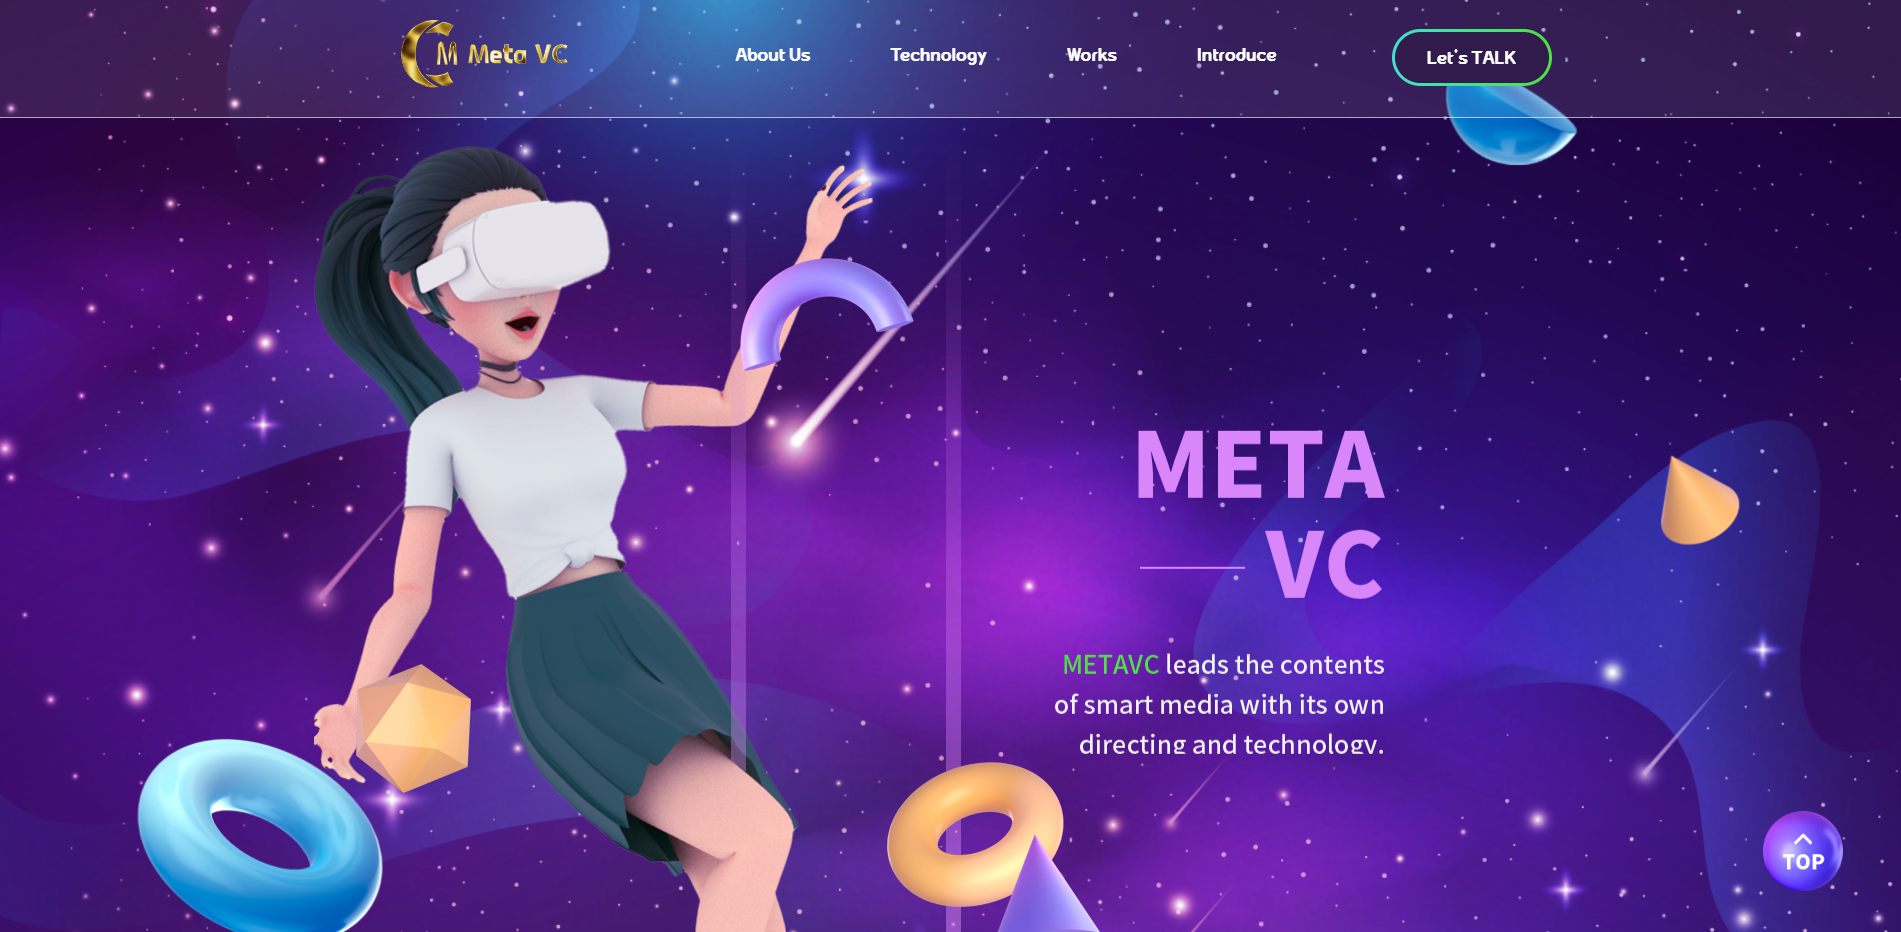 CM Meta VC
About Us
Technology
Works
Introduce
Let's TALK
META
VC
METAVC leads the contents
of smart media with its own
directing and technology.
TOP